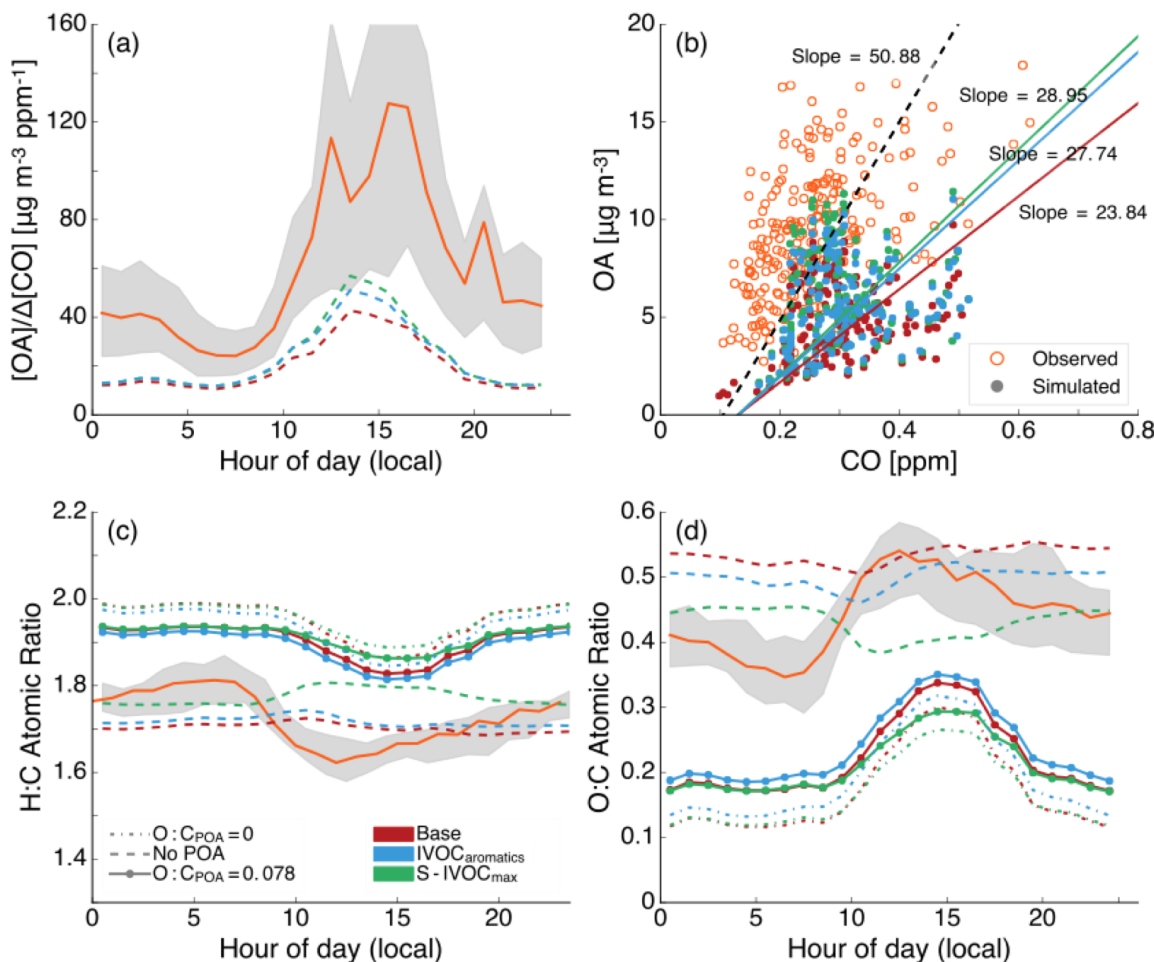 (a)
160
120
80
40
0
[OA]/Δ[CO] [µg m-3 ppm-1]
0 5 10 15 20
Hour of day (local)
(b)
20
15
10
5
0
OA [µg m-3]
Slope = 50.88
Slope = 28.95
Slope = 27.74
Slope = 23.84
Observed
Simulated
0 0.2 0.4 0.6 0.8
CO [ppm]
(c)
2.2
2.0
1.8
1.6
1.4
H:C Atomic Ratio
O:CPOA=0
No POA
O:CPOA=0.078
Base
IVOCaromatics
S-IVOCmax
0 5 10 15 20
Hour of day (local)
(d)
0.6
0.5
0.4
0.2
0.1
0
O:C Atomic Ratio
0 5 10 15 20
Hour of day (local)